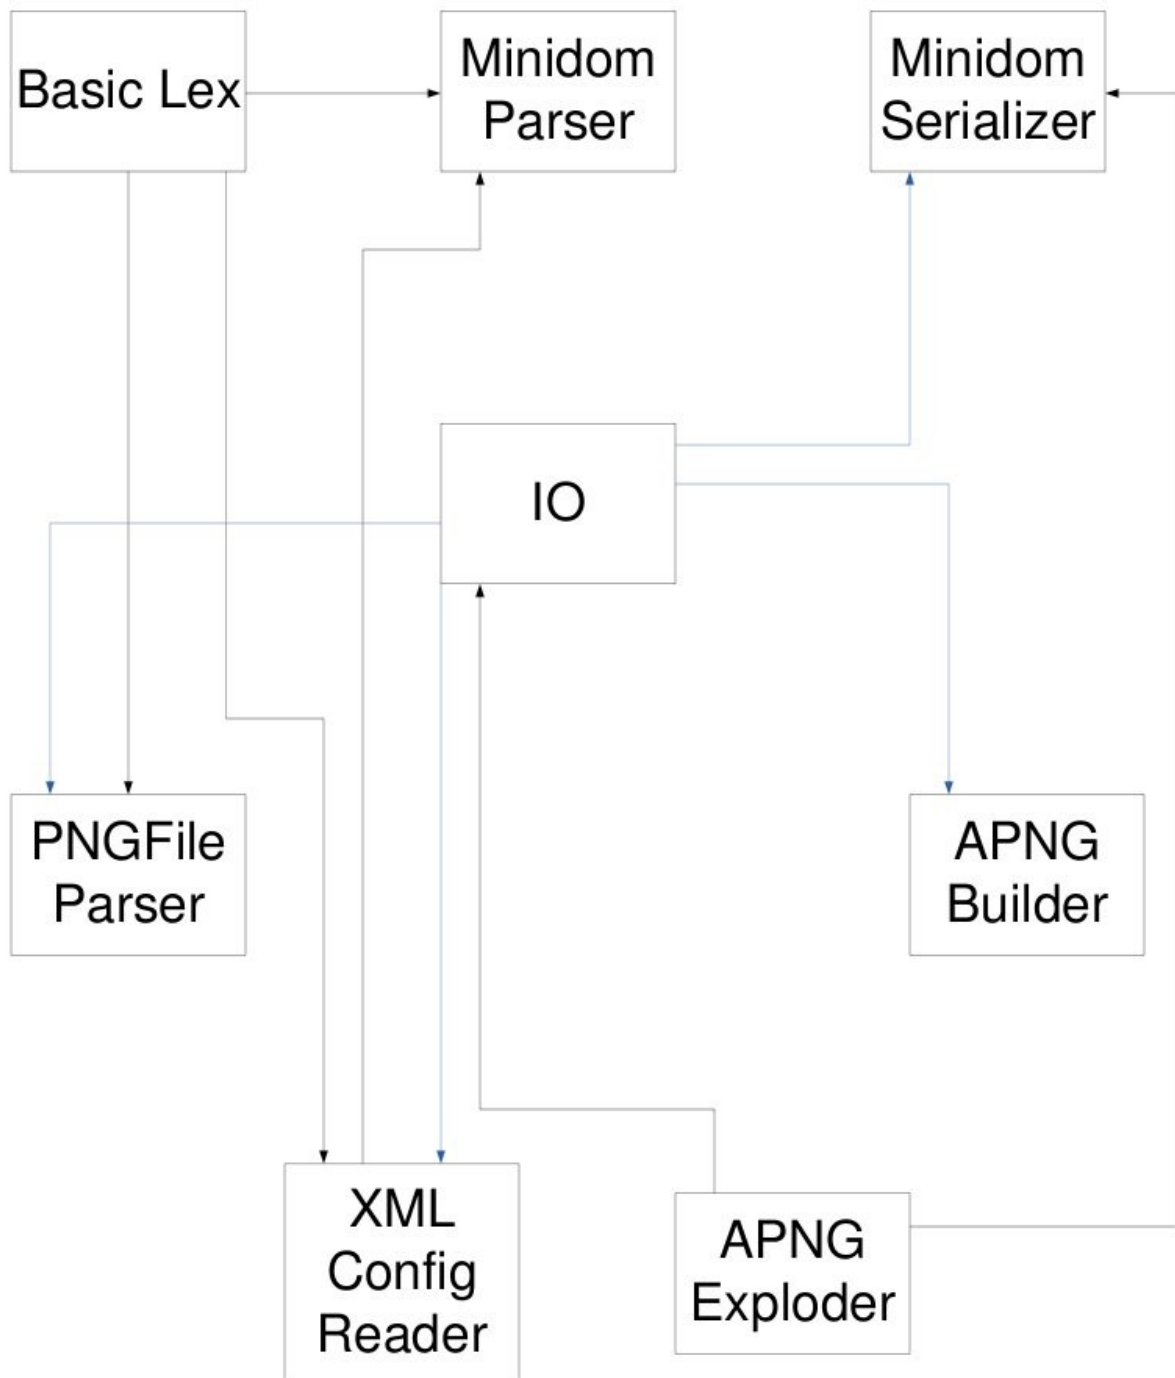 Basic Lex
Minidom
Parser
Minidom
Serializer
IO
PNGFile
Parser
APNG
Builder
XML
Config
Reader
APNG
Exploder